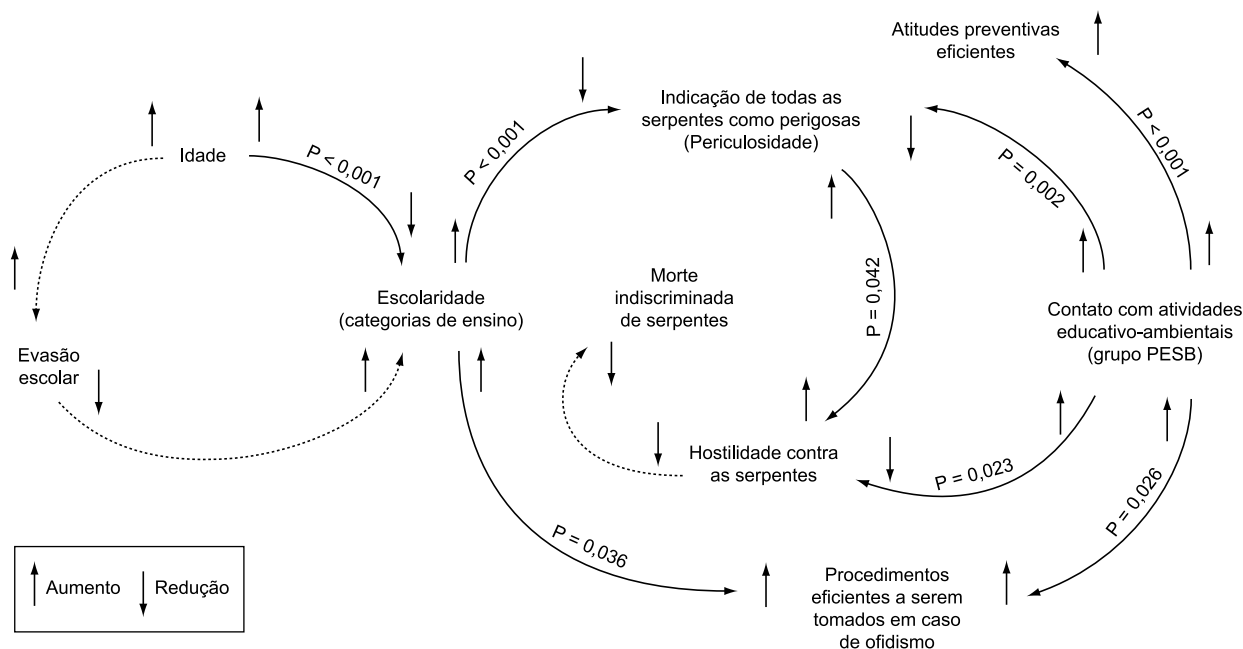 Atitudes preventivas
eficientes
Indicação de todas as
serpentes como perigosas
(Periculosidade)
Idade
P < 0,001
P < 0,001
P < 0,001
P = 0,002
P = 0,042
Morte
indiscriminada
de serpentes
Escolaridade
(categorias de ensino)
Contato com atividades
educativo-ambientais
(grupo PESB)
Evasão
escolar
Hostilidade contra
as serpentes
P = 0,023
P = 0,026
P = 0,036
Procedimentos
eficientes a serem
tomados em caso
de ofidismo
Aumento
Redução